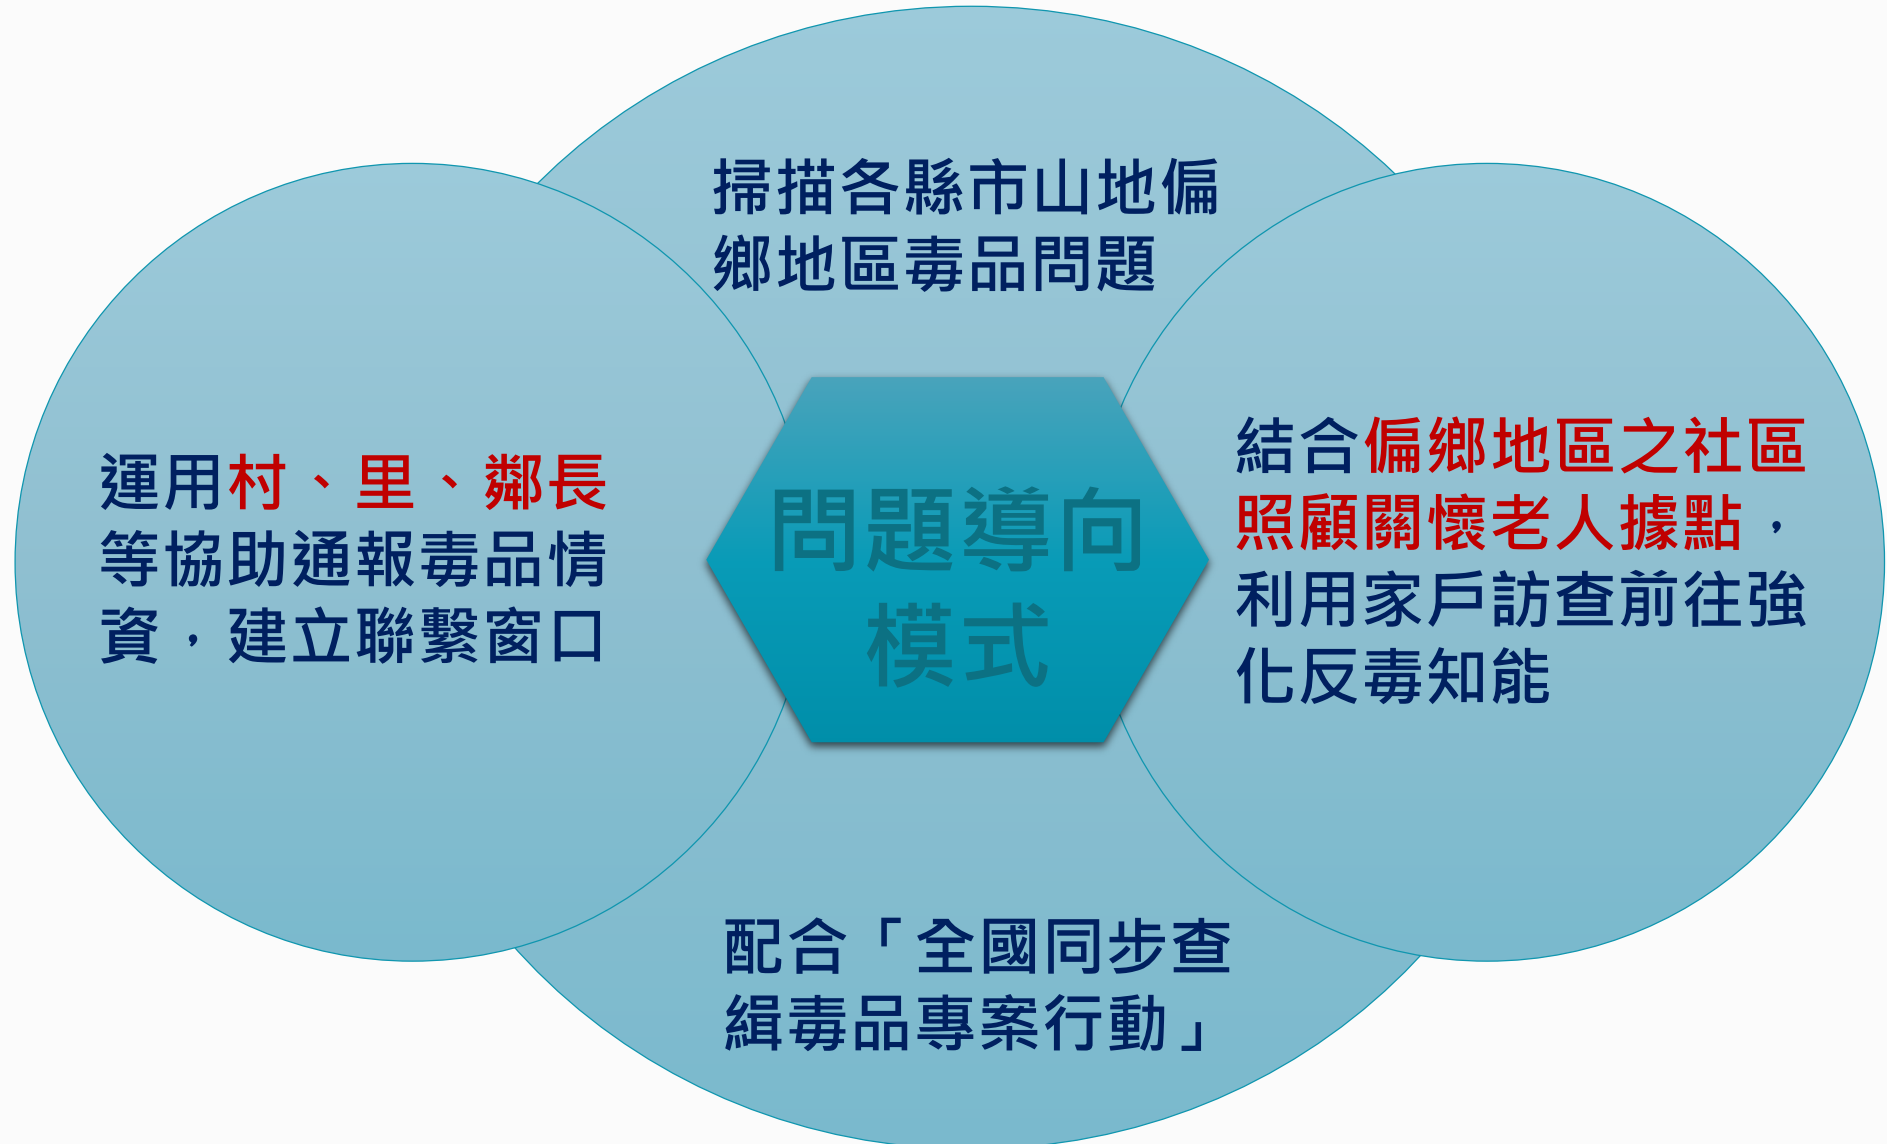 掃描各縣市山地偏
鄉地區毒品問題
運用村、里、鄰長
等協助通報毒品情
資，建立聯繫窗口
問題導向
模式
結合偏鄉地區之社區
照顧關懷老人據點，
利用家戶訪查前往強
化反毒知能
配合「全國同步查
緝毒品專案行動」